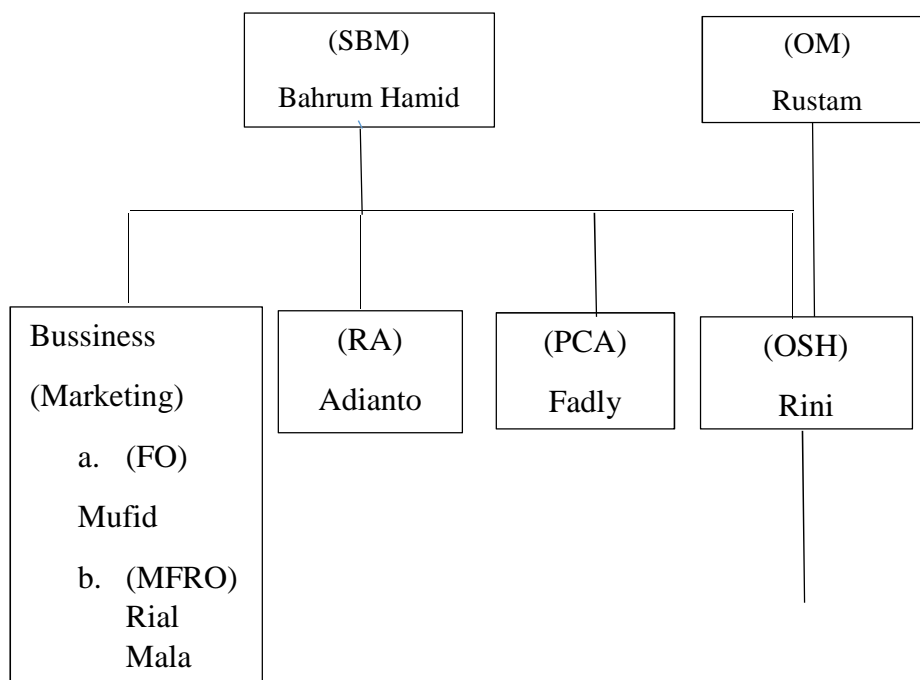 (SBM)
Bahrum Hamid
(OM)
Rustam
Bussiness
(Marketing)
a. (FO)
Mufid
b. (MFRO)
Rial
Mala
(RA)
Adianto
(PCA)
Fadly
(OSH)
Rini